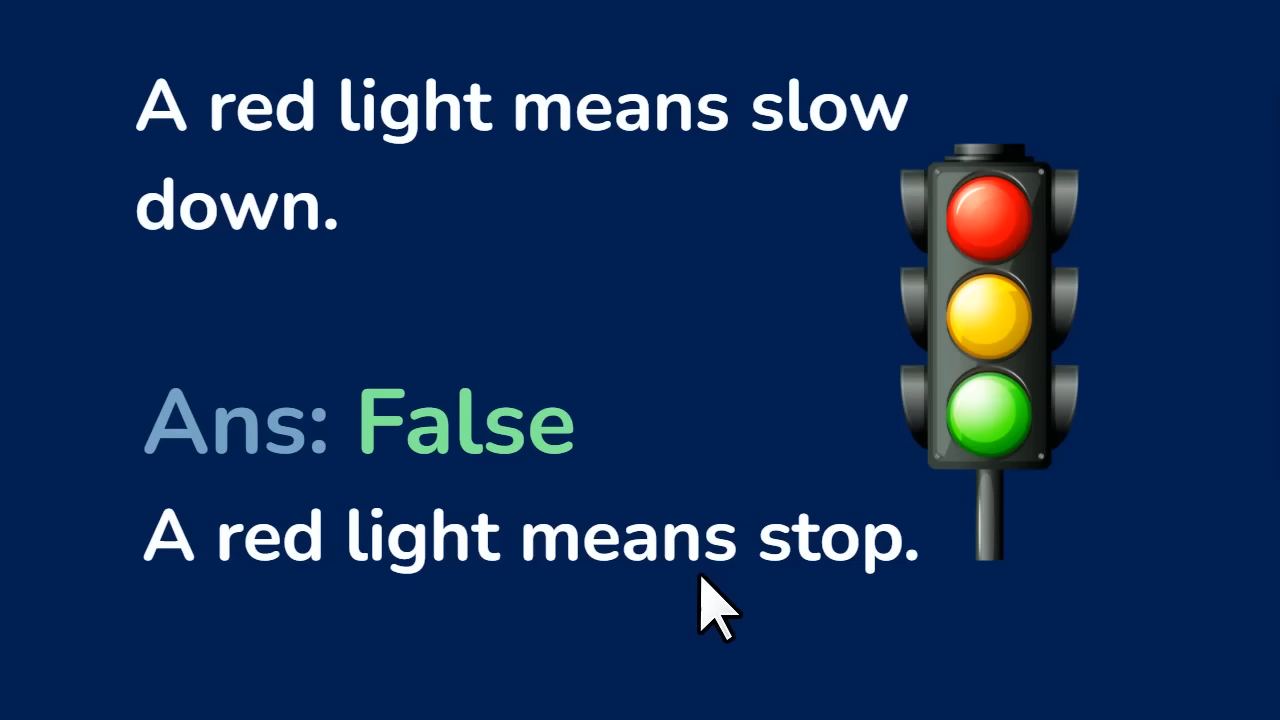 A red light means slow
down.
Ans: False
A red light means stop.